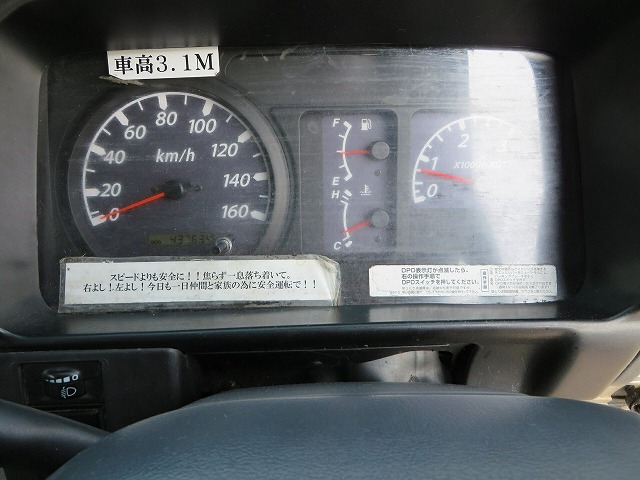 車高3.1M
0
20
40
60
80
100
120
140
160
km/h
F
E
H
C
0
1
2
3
スピードよりも安全に!!焦らず一息落ち着いて。
右よし!左よし!今日も一日仲間と家族の為に安全運転で!!
DPD表示灯が点滅したら、
右の操作手順で
DPDスイッチを押してください。